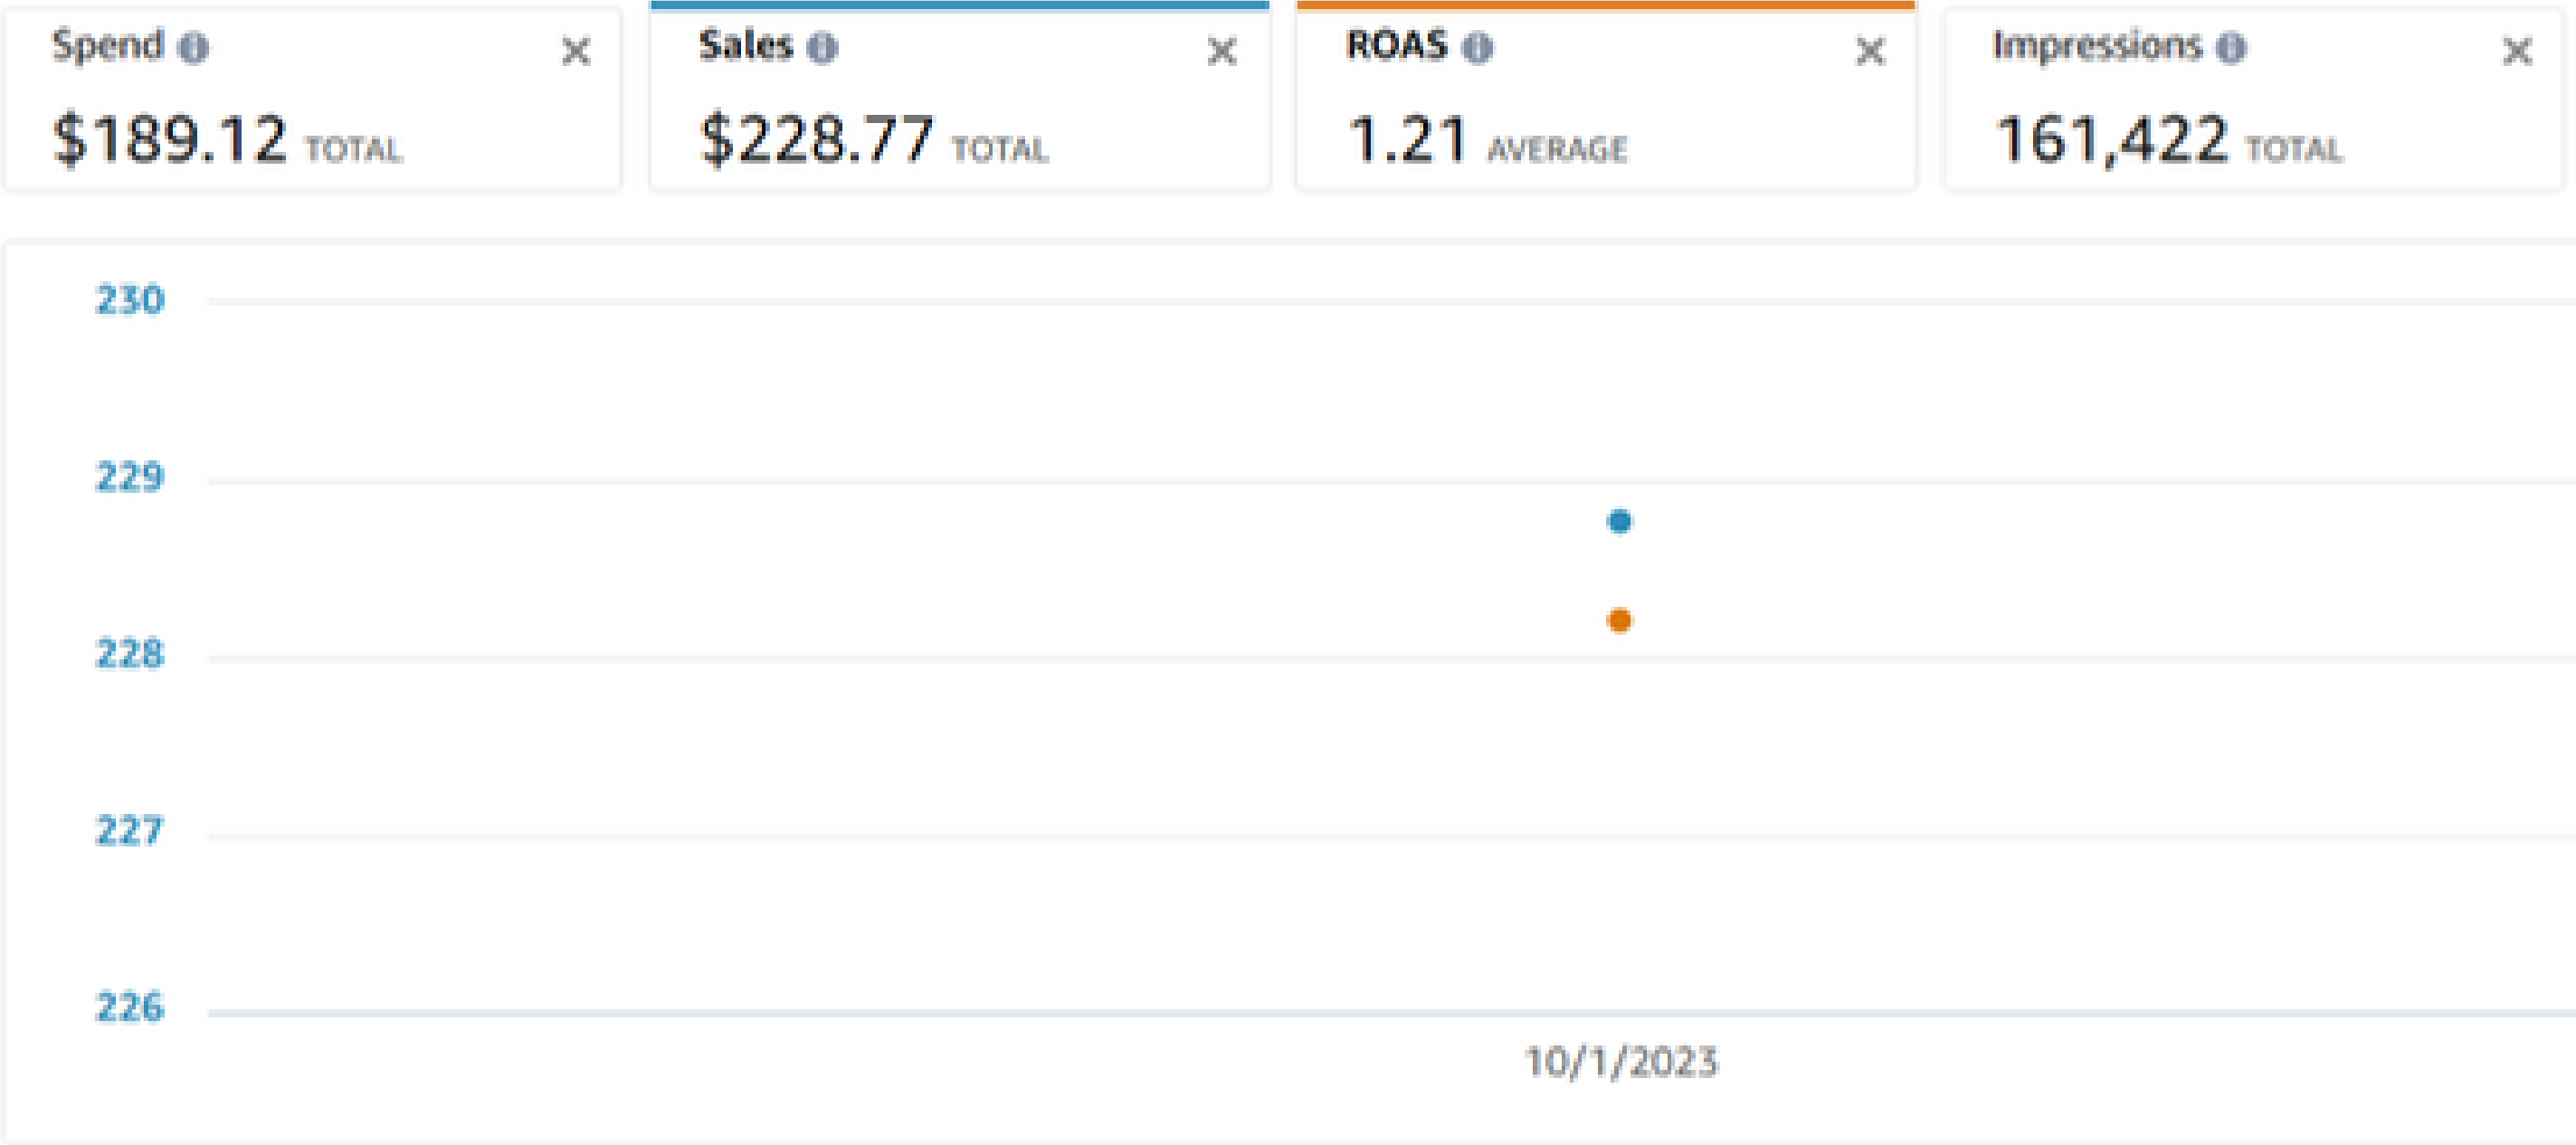 Spend
$189.12 TOTAL
Sales
$228.77 TOTAL
ROAS
1.21 AVERAGE
Impressions
161,422 TOTAL
230
229
228
227
226
10/1/2023